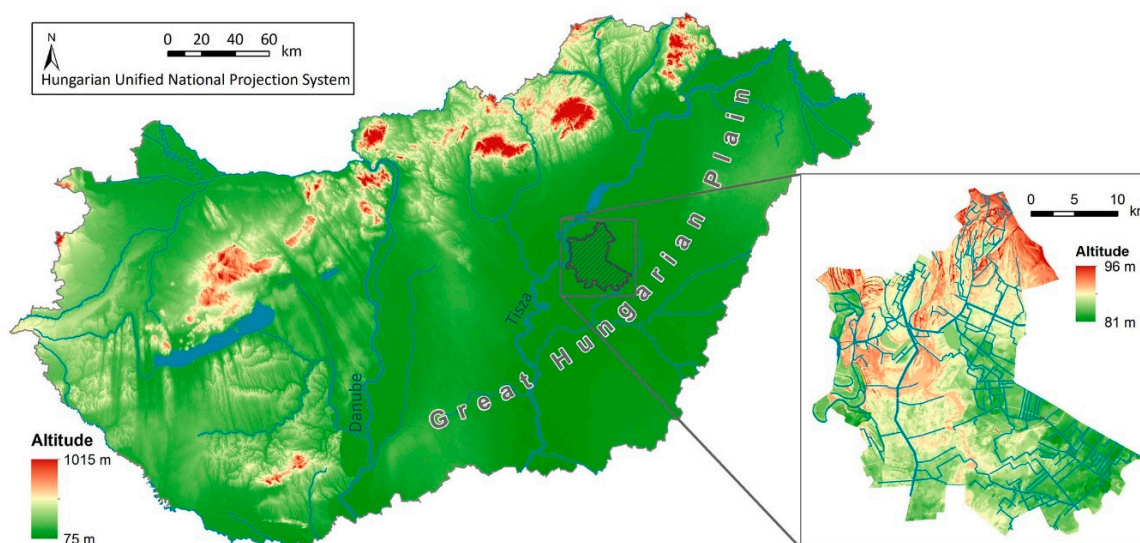 N
0 20 40 60
km
Hungarian Unified National Projection System
Great Hungarian Plain
Tisza
Danube
Altitude
1015 m
75 m
0 5 10
km
Altitude
96 m
81 m